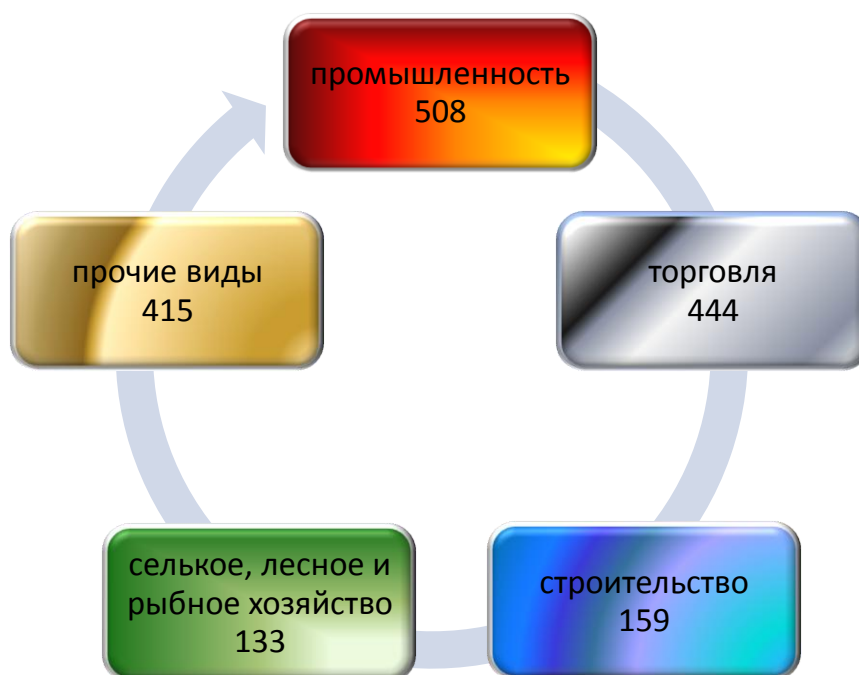 промышленность
508
торговля
444
строительство
159
селькое, лесное и
рыбное хозяйство
133
прочие виды
415